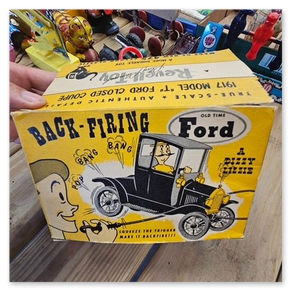 Revell
1917 MODEL "T" FORD CLOSED COUPE
TRUE-SCALE • AUTHENTIC DETAIL
BACK-FIRING
OLD TIME
Ford
A
DIZZY
LIZZIE
BANG
BANG
POP
SQUEEZE THE TRIGGER
MAKE IT BACKFIRE!!!